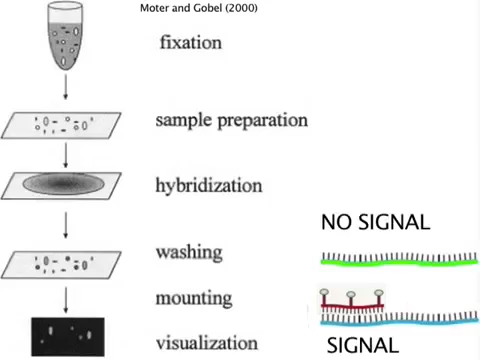 Moter and Gobel (2000)
fixation
sample preparation
hybridization
NO SIGNAL
washing
mounting
visualization
SIGNAL